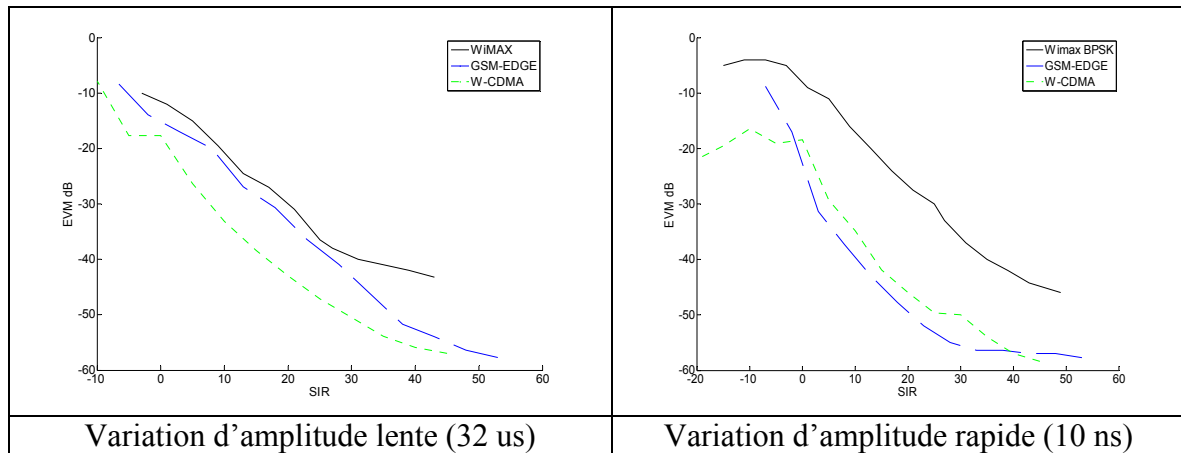 0
-10
-20
-30
-40
-50
-60
EVM dB
-10 0 10 20 30 40 50 60
SIR
WiMAX
GSM-EDGE
W-CDMA
0
-10
-20
-30
-40
-50
-60
EVM dB
-20 -10 0 10 20 30 40 50 60
SIR
Wimax BPSK
GSM-EDGE
W-CDMA
Variation d’amplitude lente (32 us)
Variation d’amplitude rapide (10 ns)